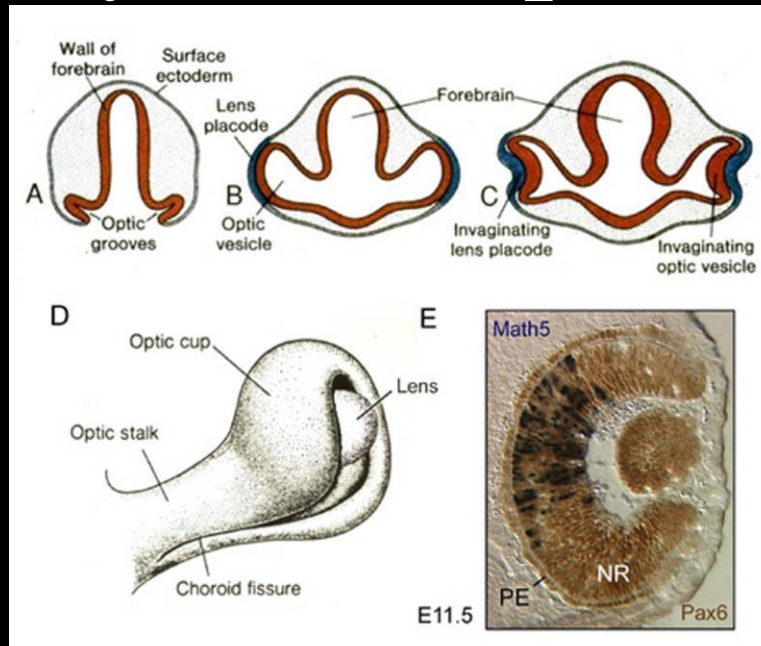 Wall of
forebrain
Surface
ectoderm
Lens
placode
Forebrain
A
B
C
Optic
grooves
Optic
vesicle
Invaginating
lens placode
Invaginating
optic vesicle
D
E
Optic cup
Lens
Optic stalk
Choroid fissure
Math5
NR
PE
E11.5
Pax6